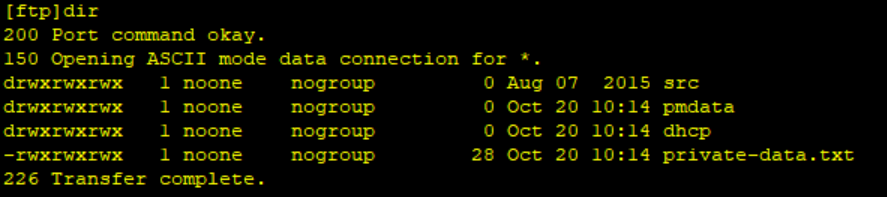 [ftp]dir
200 Port command okay.
150 Opening ASCII mode data connection for *.
drwxrwxrwx   1 noone    nogroup         0 Aug 07  2015 src
drwxrwxrwx   1 noone    nogroup         0 Oct 20 10:14 pmdata
drwxrwxrwx   1 noone    nogroup         0 Oct 20 10:14 dhcp
-rwxrwxrwx   1 noone    nogroup        28 Oct 20 10:14 private-data.txt
226 Transfer complete.